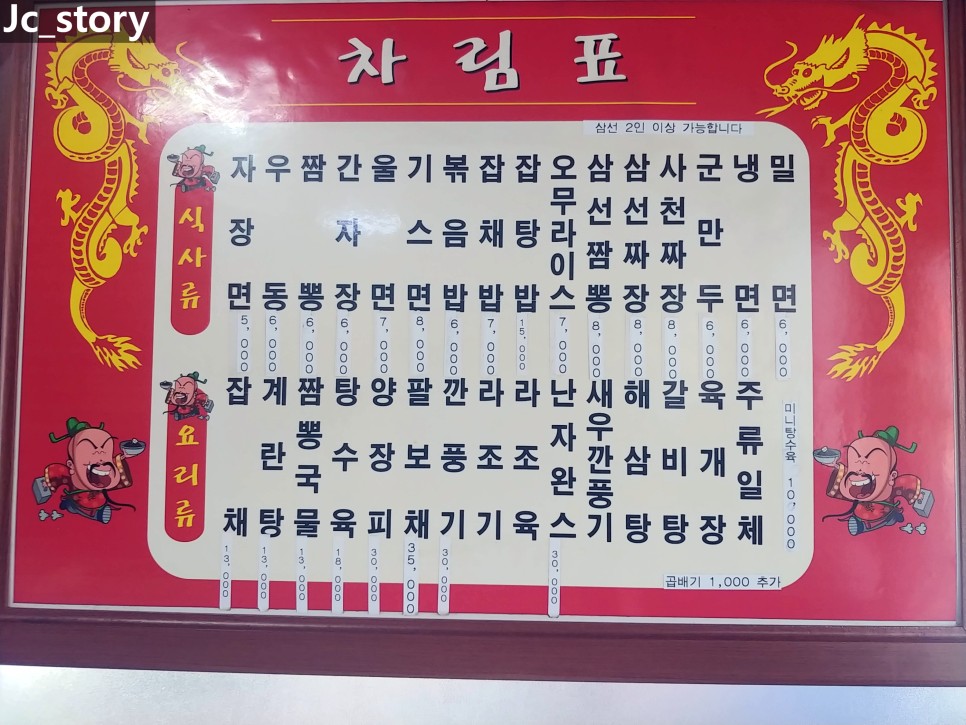 Jc_story
차림표
삼선 2인 이상 가능합니다
식사류
자장면 5,000
우동 6,000
짬뽕 6,000
간자장 6,000
울면 7,000
기스면 8,000
볶음밥 6,000
잡채밥 7,000
잡탕밥 15,000
오무라이스 7,000
삼선짬뽕 8,000
삼선짜장 8,000
사천짜장 8,000
군만두 6,000
냉면 6,000
밀면 6,000
요리류
잡채 13,000
계란탕 13,000
짬뽕국물 13,000
탕수육 18,000
양장피 30,000
팔보채 35,000
깐풍기 30,000
라조기
라조육
난자완스 30,000
새우깐풍기
해삼탕
갈비탕
육개장
주류일체
미니탕수육 10,000
곱배기 1,000 추가